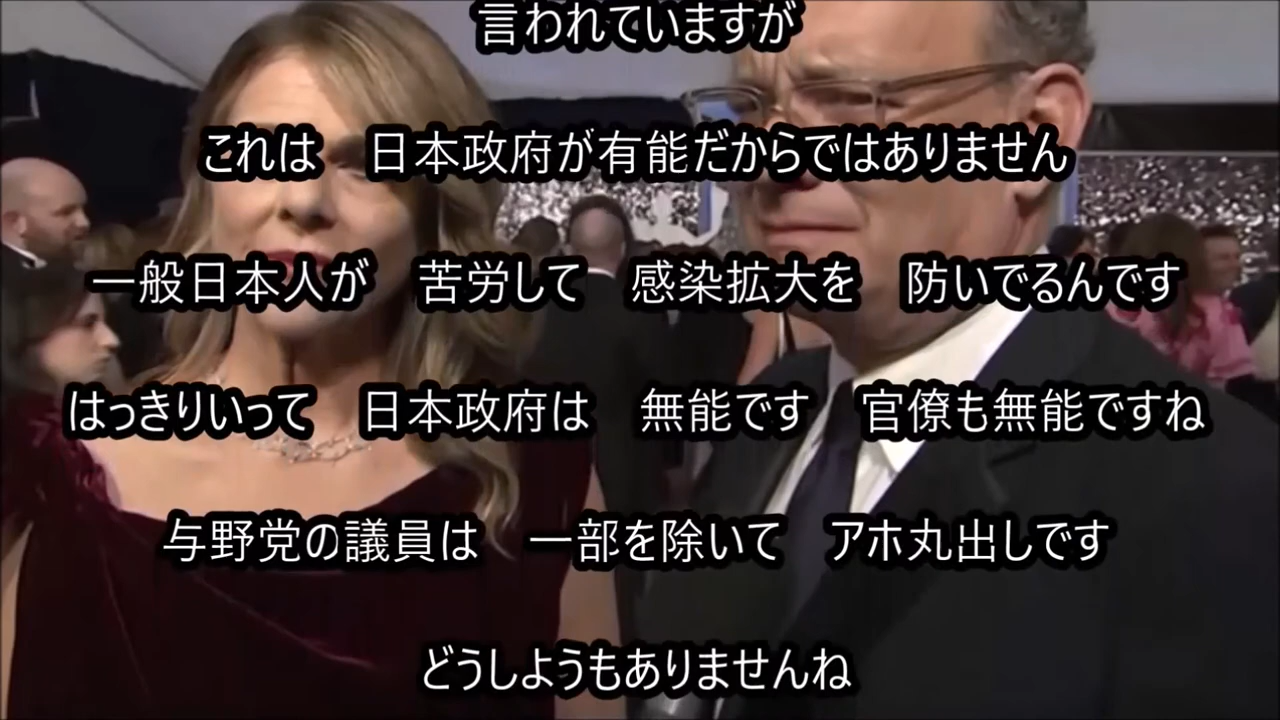 言われていますが
これは　日本政府が有能だからではありません
一般日本人が　苦労して　感染拡大を　防いでるんです
はっきりいって　日本政府は　無能です　官僚も無能ですね
与野党の議員は　一部を除いて　アホ丸出しです
どうしようもありませんね